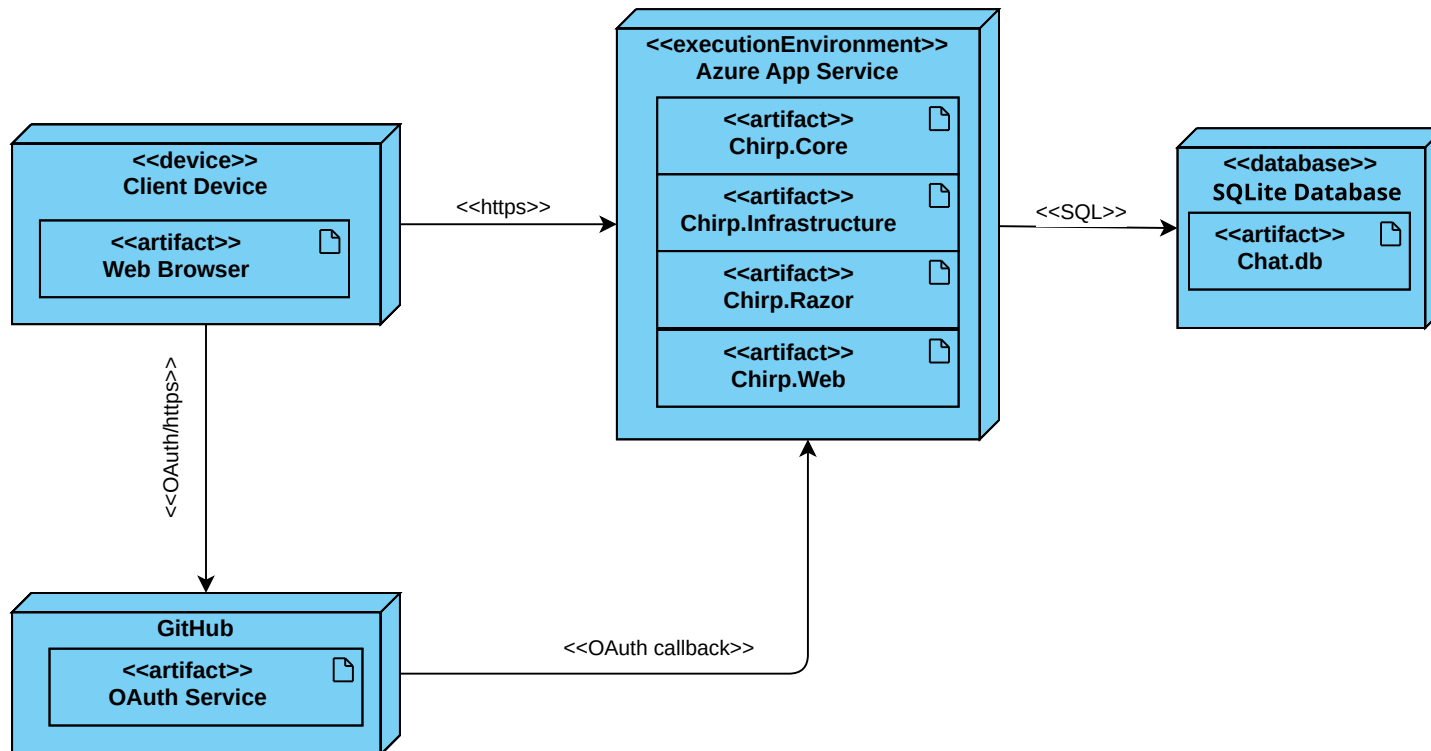 <<executionEnvironment>>
Azure App Service
<<artifact>>
Chirp.Core
<<artifact>>
Chirp.Infrastructure
<<artifact>>
Chirp.Razor
<<artifact>>
Chirp.Web
<<device>>
Client Device
<<artifact>>
Web Browser
<<https>>
<<SQL>>
<<database>>
SQLite Database
<<artifact>>
Chat.db
<<OAuth/https>>
GitHub
<<artifact>>
OAuth Service
<<OAuth callback>>